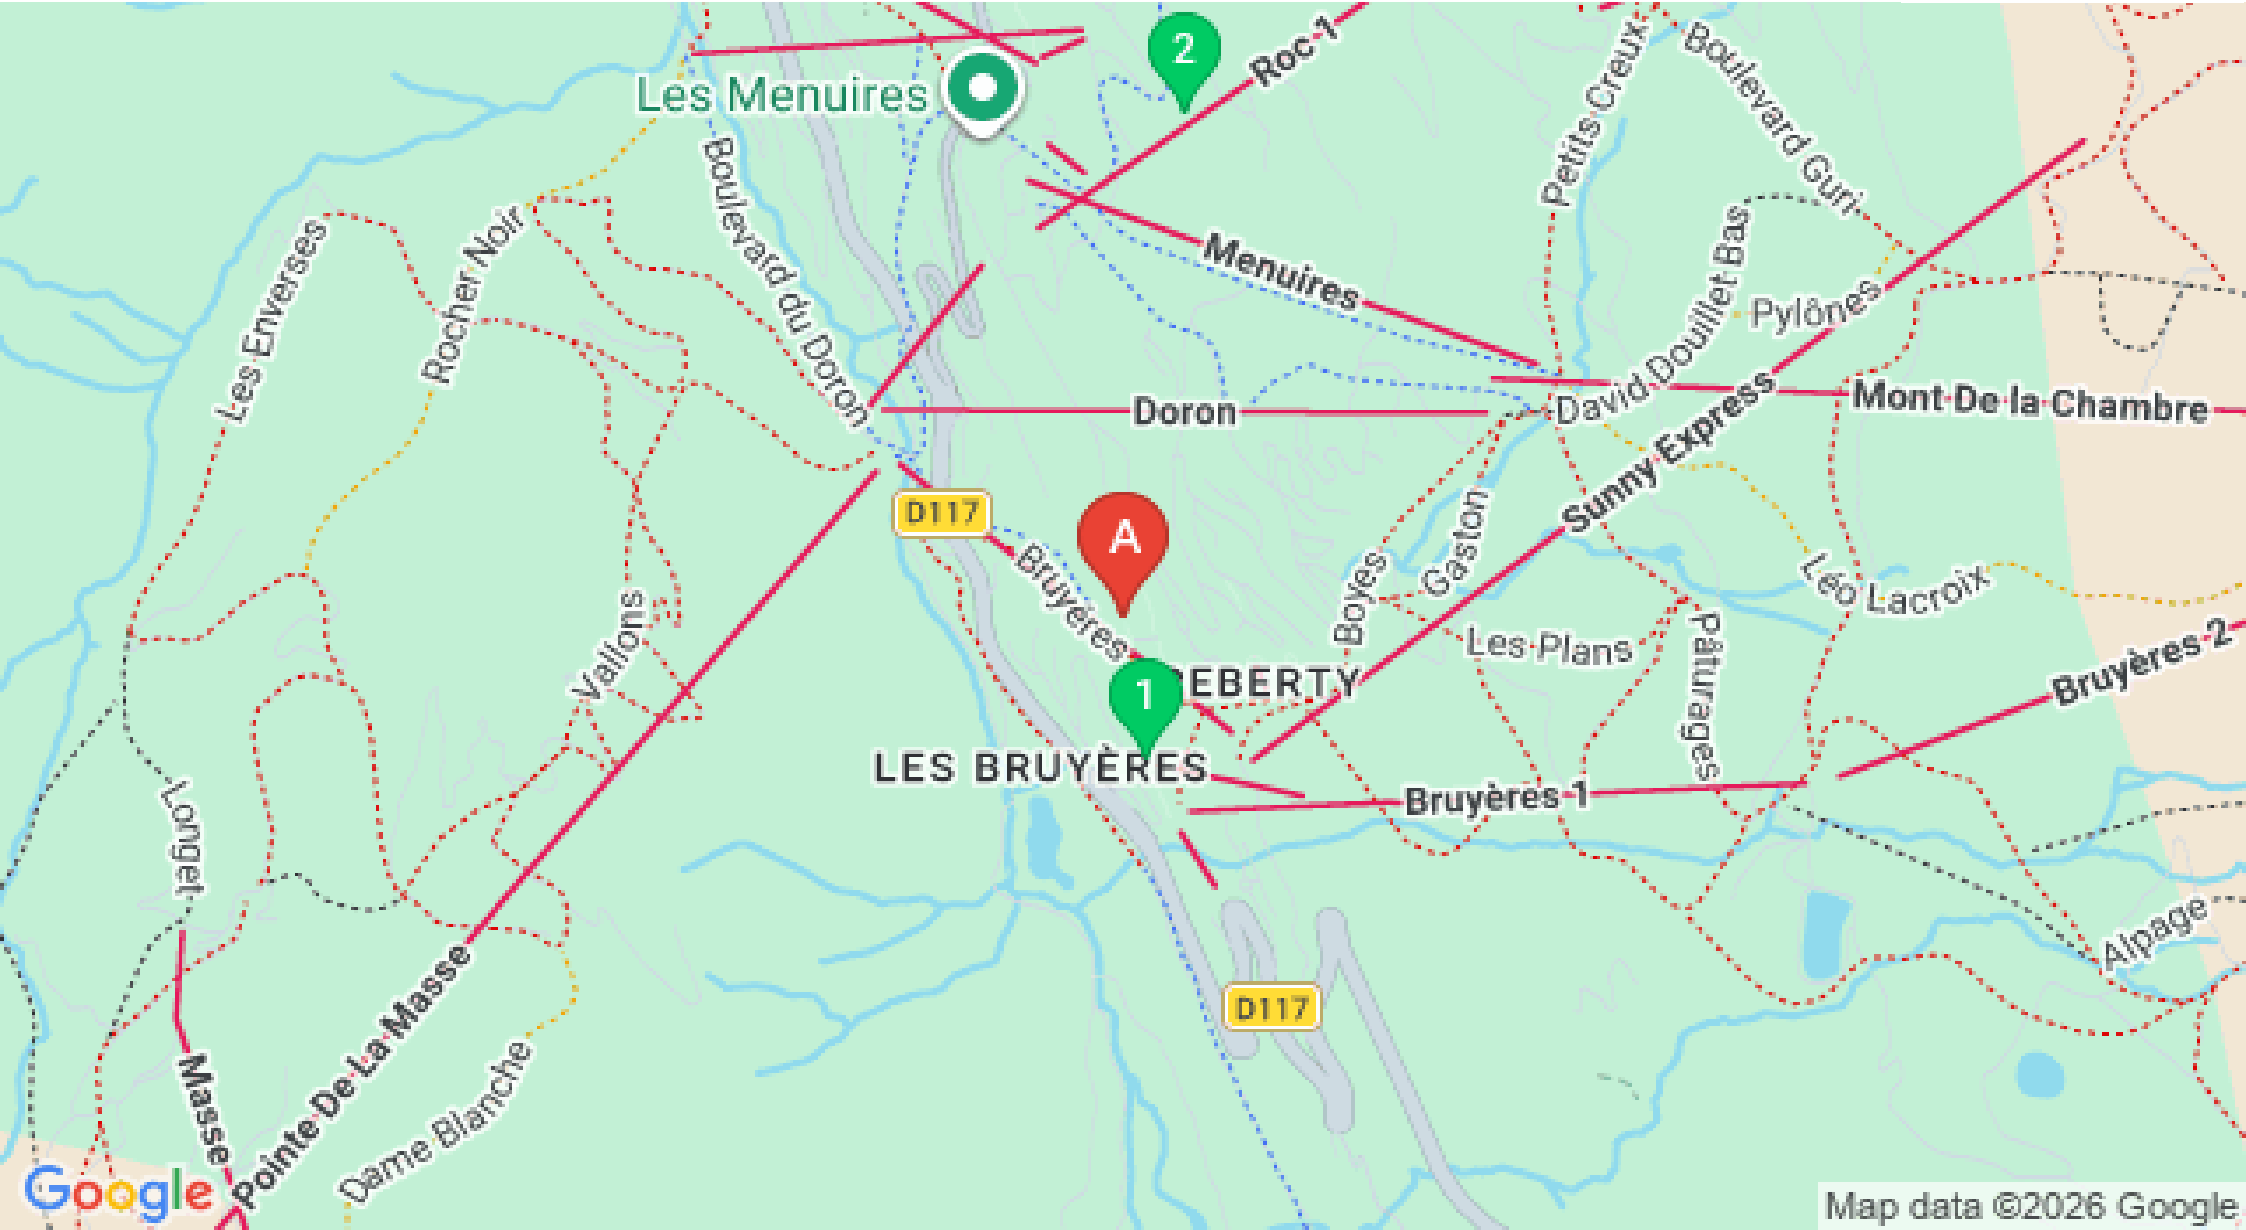 2
Roc 1
Les Menuires
Petits Creux
Boulevard Guri
Boulevard du Doron
Les Enverses
Rocher Noir
Menuires
David Douillet Bas
Pylônes
Doron
Mont De la Chambre
Sunny Express
D117
A
Bruyères
Gaston
Boyes
Léo Lacroix
Les Plans
Pâturages
Vallons
Bruyères 2
1
EBERTY
LES BRUYÈRES
Bruyères 1
Longet
Alpage
D117
Masse
Pointe De La Masse
Dame Blanche
Google
Map data ©2026 Google